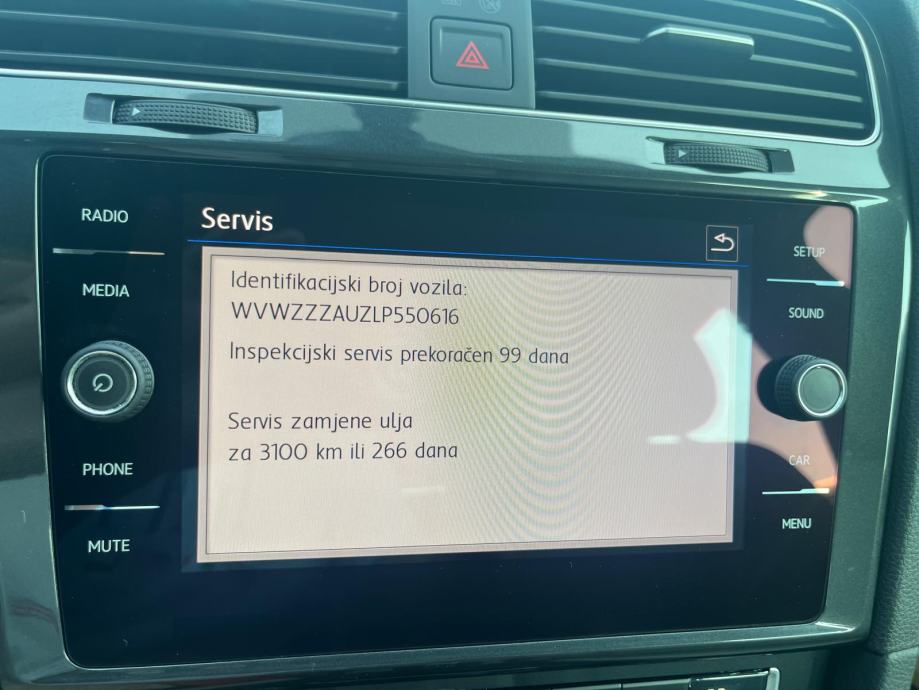 Servis
RADIO
MEDIA
PHONE
MUTE
Identifikacijski broj vozila:
WVWZZZAUZLP550616
Inspekcijski servis prekoračen 99 dana
Servis zamjene ulja
za 3100 km ili 266 dana
SETUP
SOUND
CAR
MENU